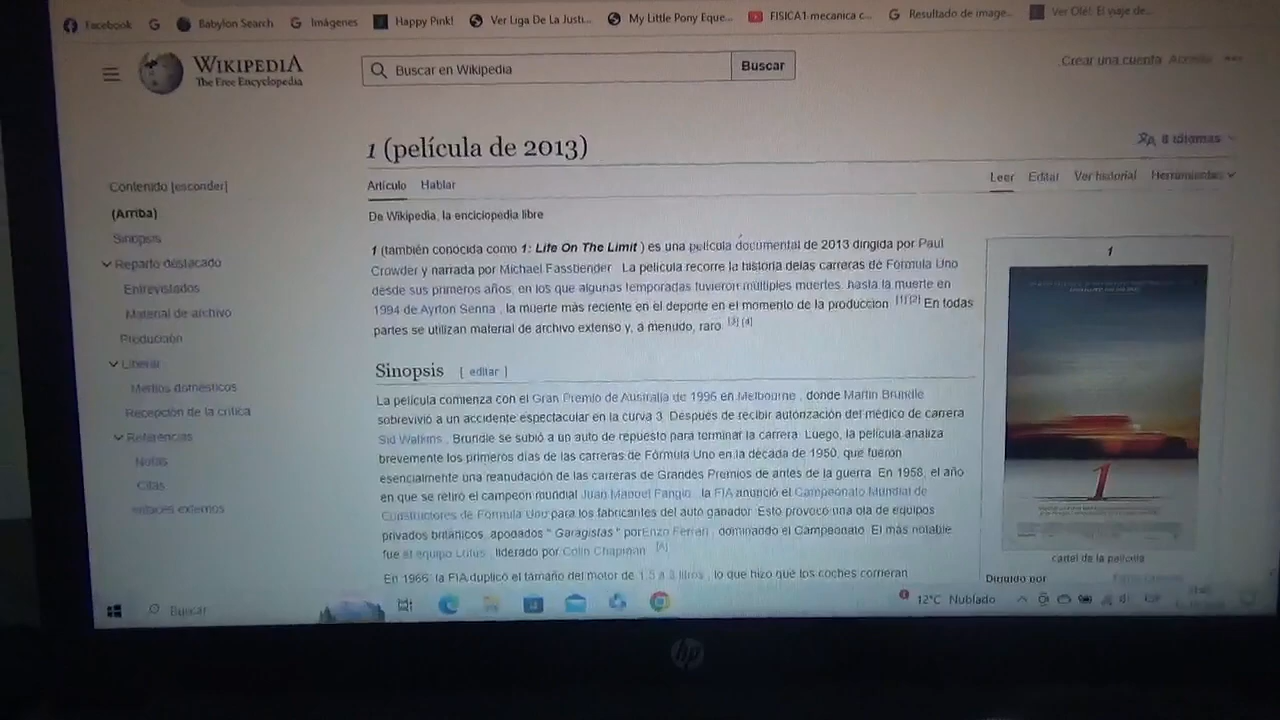 Facebook
Babylon Search
Imágenes
Happy Pink!
Ver Liga De La Justi...
My Little Pony Eque...
FISICA1 mecanica c...
Resultado de image...
Ver Olé!. El viaje de...
WIKIPEDIA
The Free Encyclopedia
Buscar en Wikipedia
Buscar
Crear una cuenta
1 (película de 2013)
6 idiomas
Artículo
Hablar
Leer
Editar
Ver historial
Herramientas
De Wikipedia, la enciclopedia libre
Contenido [esconder]
(Arriba)
Sinopsis
Reparto destacado
Entrevistados
Material de archivo
Producción
Liberar
Medios domésticos
Recepción de la crítica
Referencias
Notas
Citas
enlaces externos
1 (también conocida como 1: Life On The Limit ) es una película documental de 2013 dirigida por Paul
Crowder y narrada por Michael Fassbender . La película recorre la historia delas carreras de Fórmula Uno
desde sus primeros años, en los que algunas temporadas tuvieron múltiples muertes, hasta la muerte en
1994 de Ayrton Senna , la muerte más reciente en el deporte en el momento de la producción. [1] [2] En todas
partes se utilizan material de archivo extenso y, a menudo, raro. [3] [4]
Sinopsis [ editar ]
La película comienza con el Gran Premio de Australia de 1996 en Melbourne , donde Martin Brundle
sobrevivió a un accidente espectacular en la curva 3. Después de recibir autorización del médico de carrera
Sid Watkins , Brundle se subió a un auto de repuesto para terminar la carrera. Luego, la película analiza
brevemente los primeros días de las carreras de Fórmula Uno en la década de 1950, que fueron
esencialmente una reanudación de las carreras de Grandes Premios de antes de la guerra. En 1958, el año
en que se retiró el campeón mundial Juan Manuel Fangio , la FIA anunció el Campeonato Mundial de
Constructores de Fórmula Uno para los fabricantes del auto ganador. Esto provocó una ola de equipos
privados británicos, apodados " Garagistas " porEnzo Ferrari , dominando el Campeonato. El más notable
fue el equipo Lotus , liderado por Colin Chapman . [A]
En 1966, la FIA duplicó el tamaño del motor de 1,5 a 3 litros , lo que hizo que los coches corrieran
1
1
cartel de la película
Dirigido por
Buscar
12°C Nublado
hp